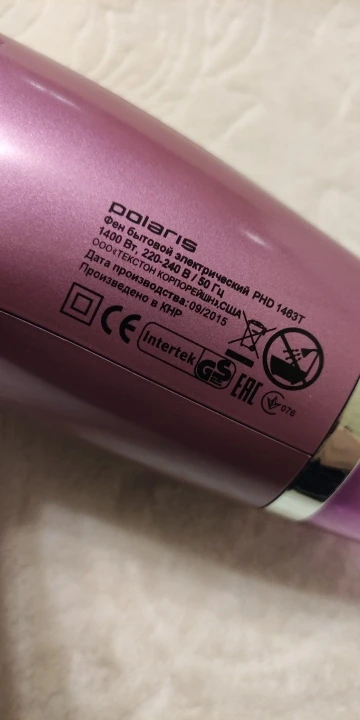 polaris
Фен бытовой электрический PHD 1463T
1400 Вт, 220-240 В / 50 Гц
ООО«ТЕКСТОН КОРПОРЕЙШН»,США
Дата производства:09/2015
Произведено в КНР
CE Intertek GS EAC 076